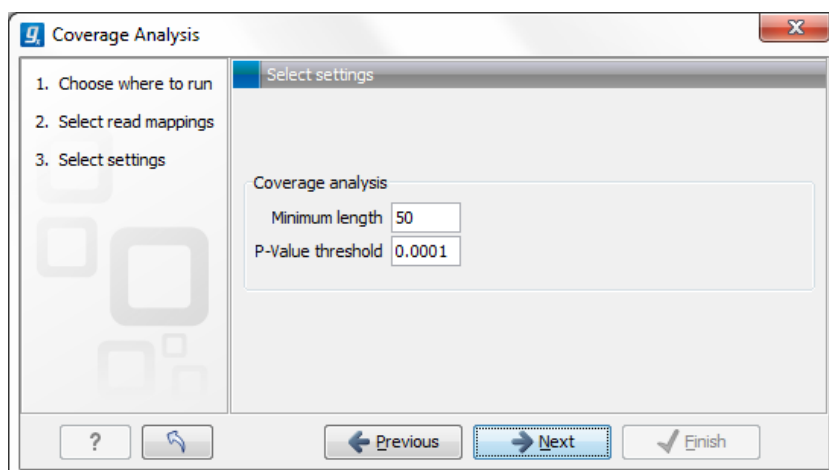 Coverage Analysis
1. Choose where to run
2. Select read mappings
3. Select settings
Select settings
Coverage analysis
Minimum length 50
P-Value threshold 0.0001
?
Previous
Next
Finish